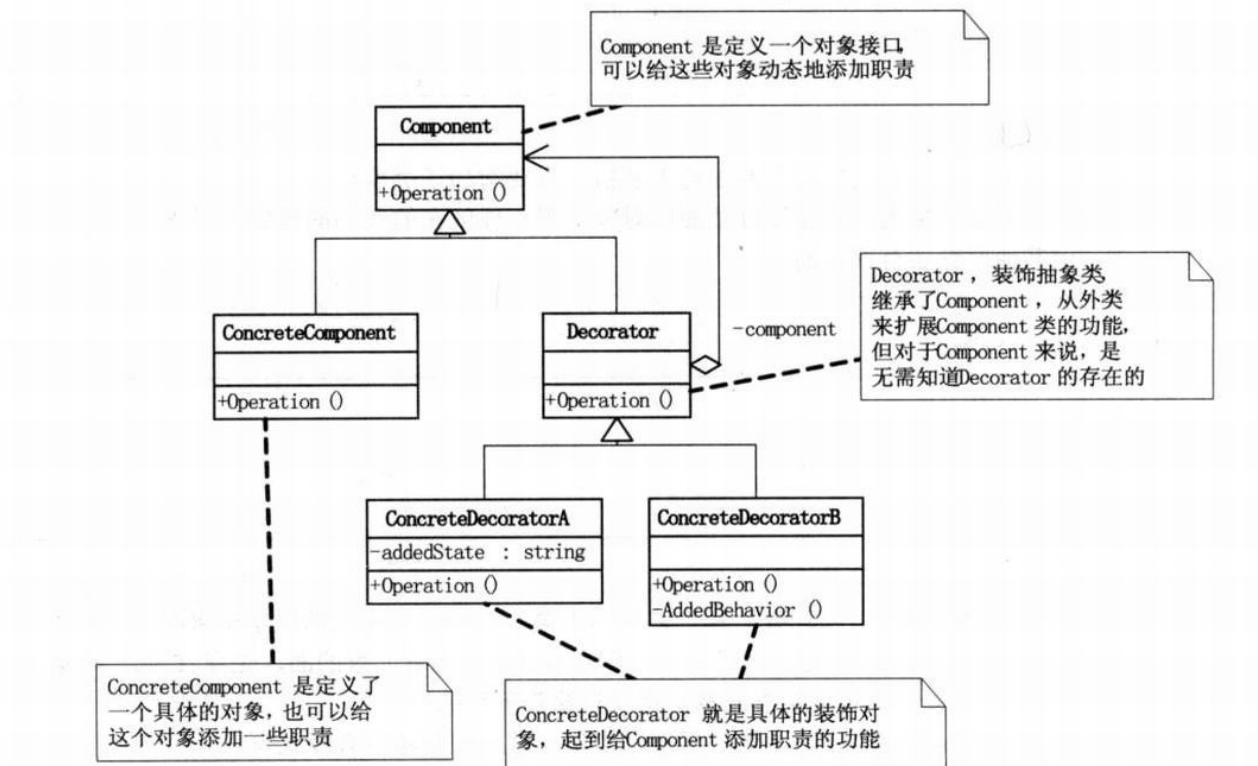 Component 是定义一个对象接口,
可以给这些对象动态地添加职责
Component
+Operation ()
Decorator , 装饰抽象类,
继承了Component , 从外类
来扩展Component 类的功能,
但对于Component 来说, 是
无需知道Decorator 的存在的
ConcreteComponent
+Operation ()
Decorator
+Operation ()
-component
ConcreteDecoratorA
-addedState : string
+Operation ()
ConcreteDecoratorB
+Operation ()
-AddedBehavior ()
ConcreteComponent 是定义了
一个具体的对象, 也可以给
这个对象添加一些职责
ConcreteDecorator 就是具体的装饰对
象, 起到给Component 添加职责的功能